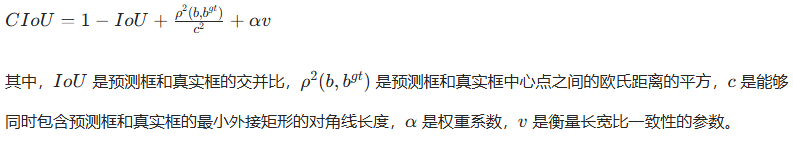 CIoU = 1 − IoU + ρ²(b,b^{gt})/c² + αv
其中，IoU 是预测框和真实框的交并比，ρ²(b, b^{gt}) 是预测框和真实框中心点之间的欧氏距离的平方，c 是能够
同时包含预测框和真实框的最小外接矩形的对角线长度，α 是权重系数，v 是衡量长宽比一致性的参数。